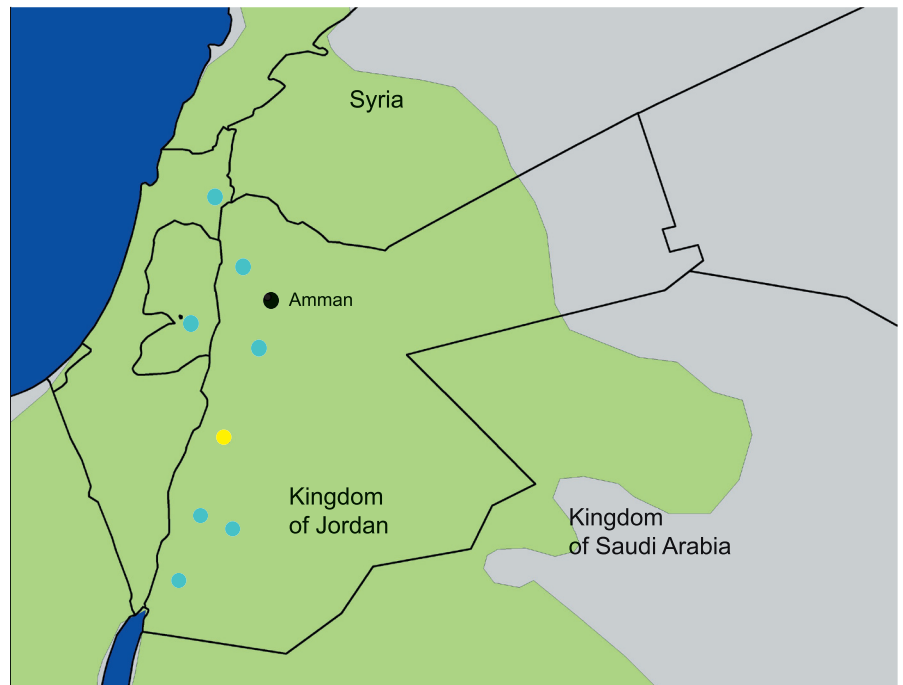 Syria
Amman
Kingdom
of Jordan
Kingdom
of Saudi Arabia